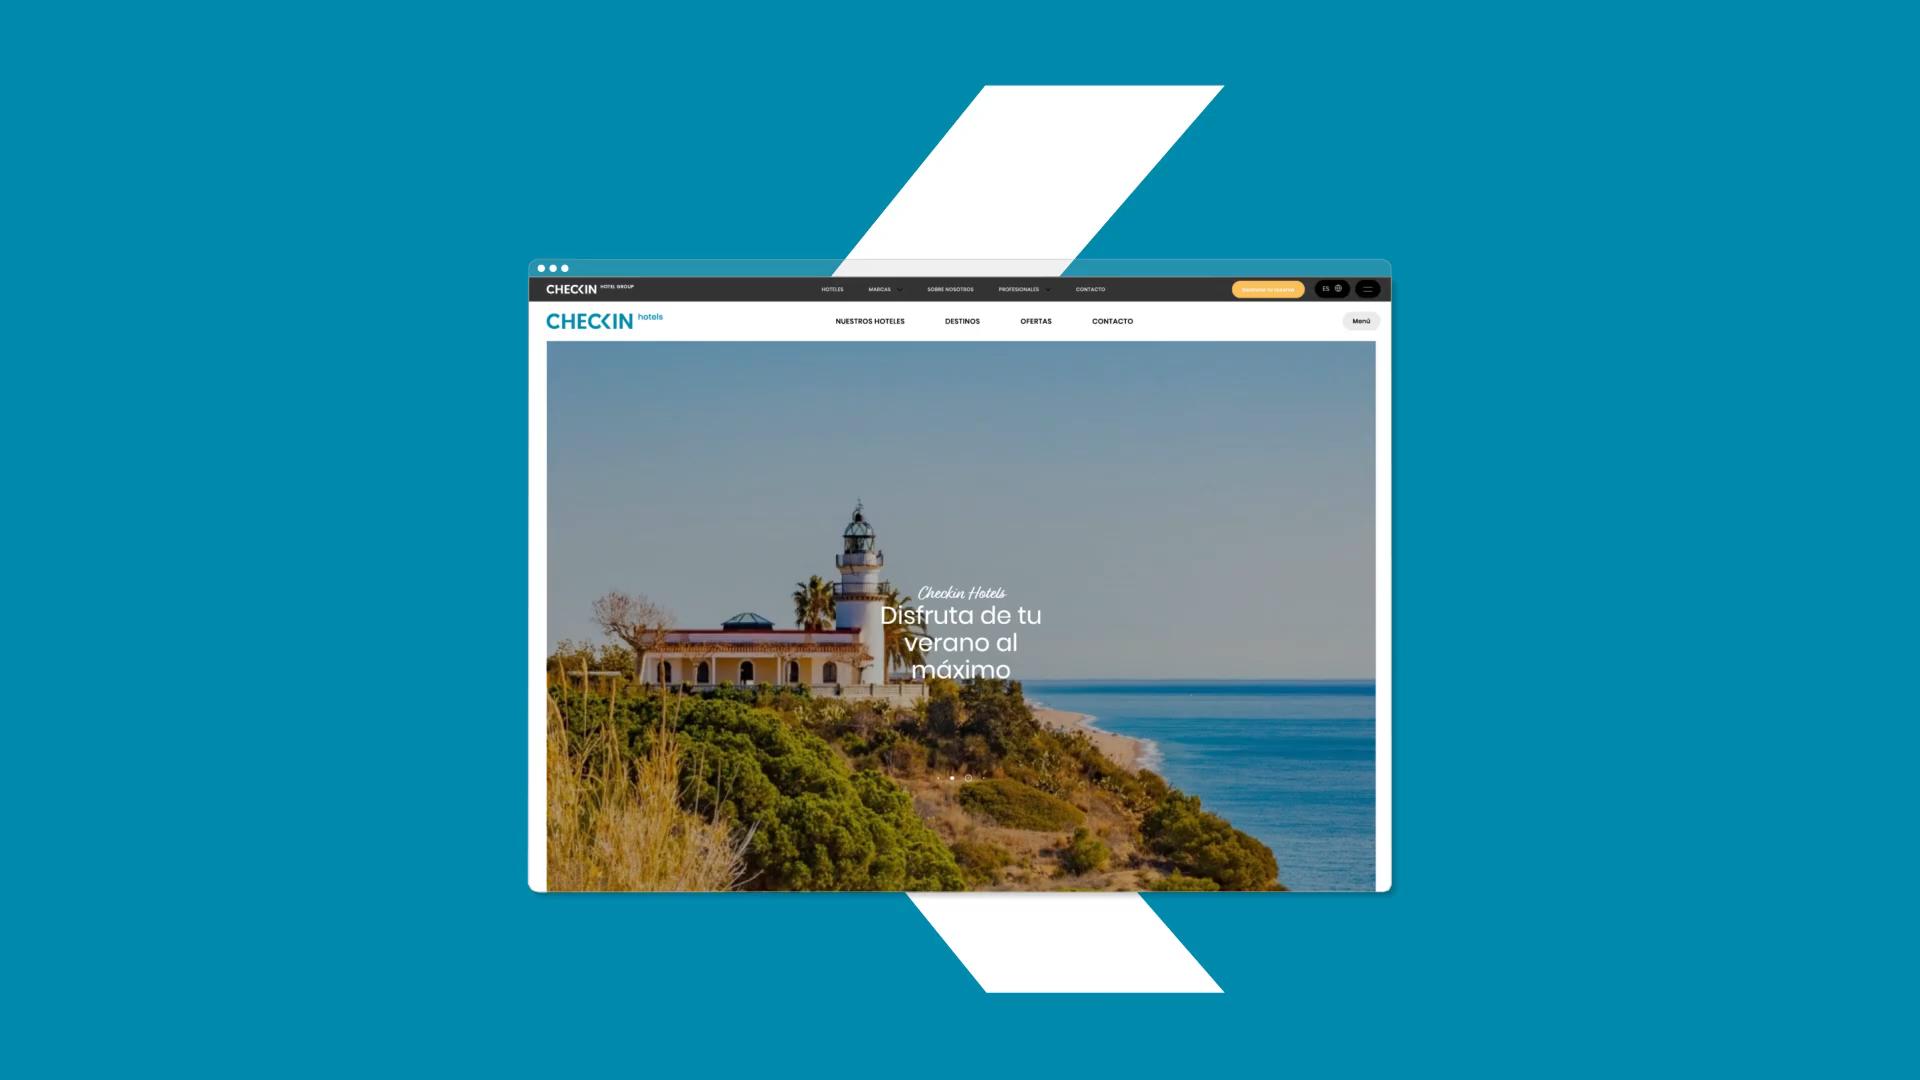 CHECKIN HOTEL GROUP
HOTELES MARCAS SOBRE NOSOTROS PROFESIONALES CONTACTO
ES
CHECKIN hotels
NUESTROS HOTELES DESTINOS OFERTAS CONTACTO
Menú
Checkin Hotels
Disfruta de tu
verano al
máximo